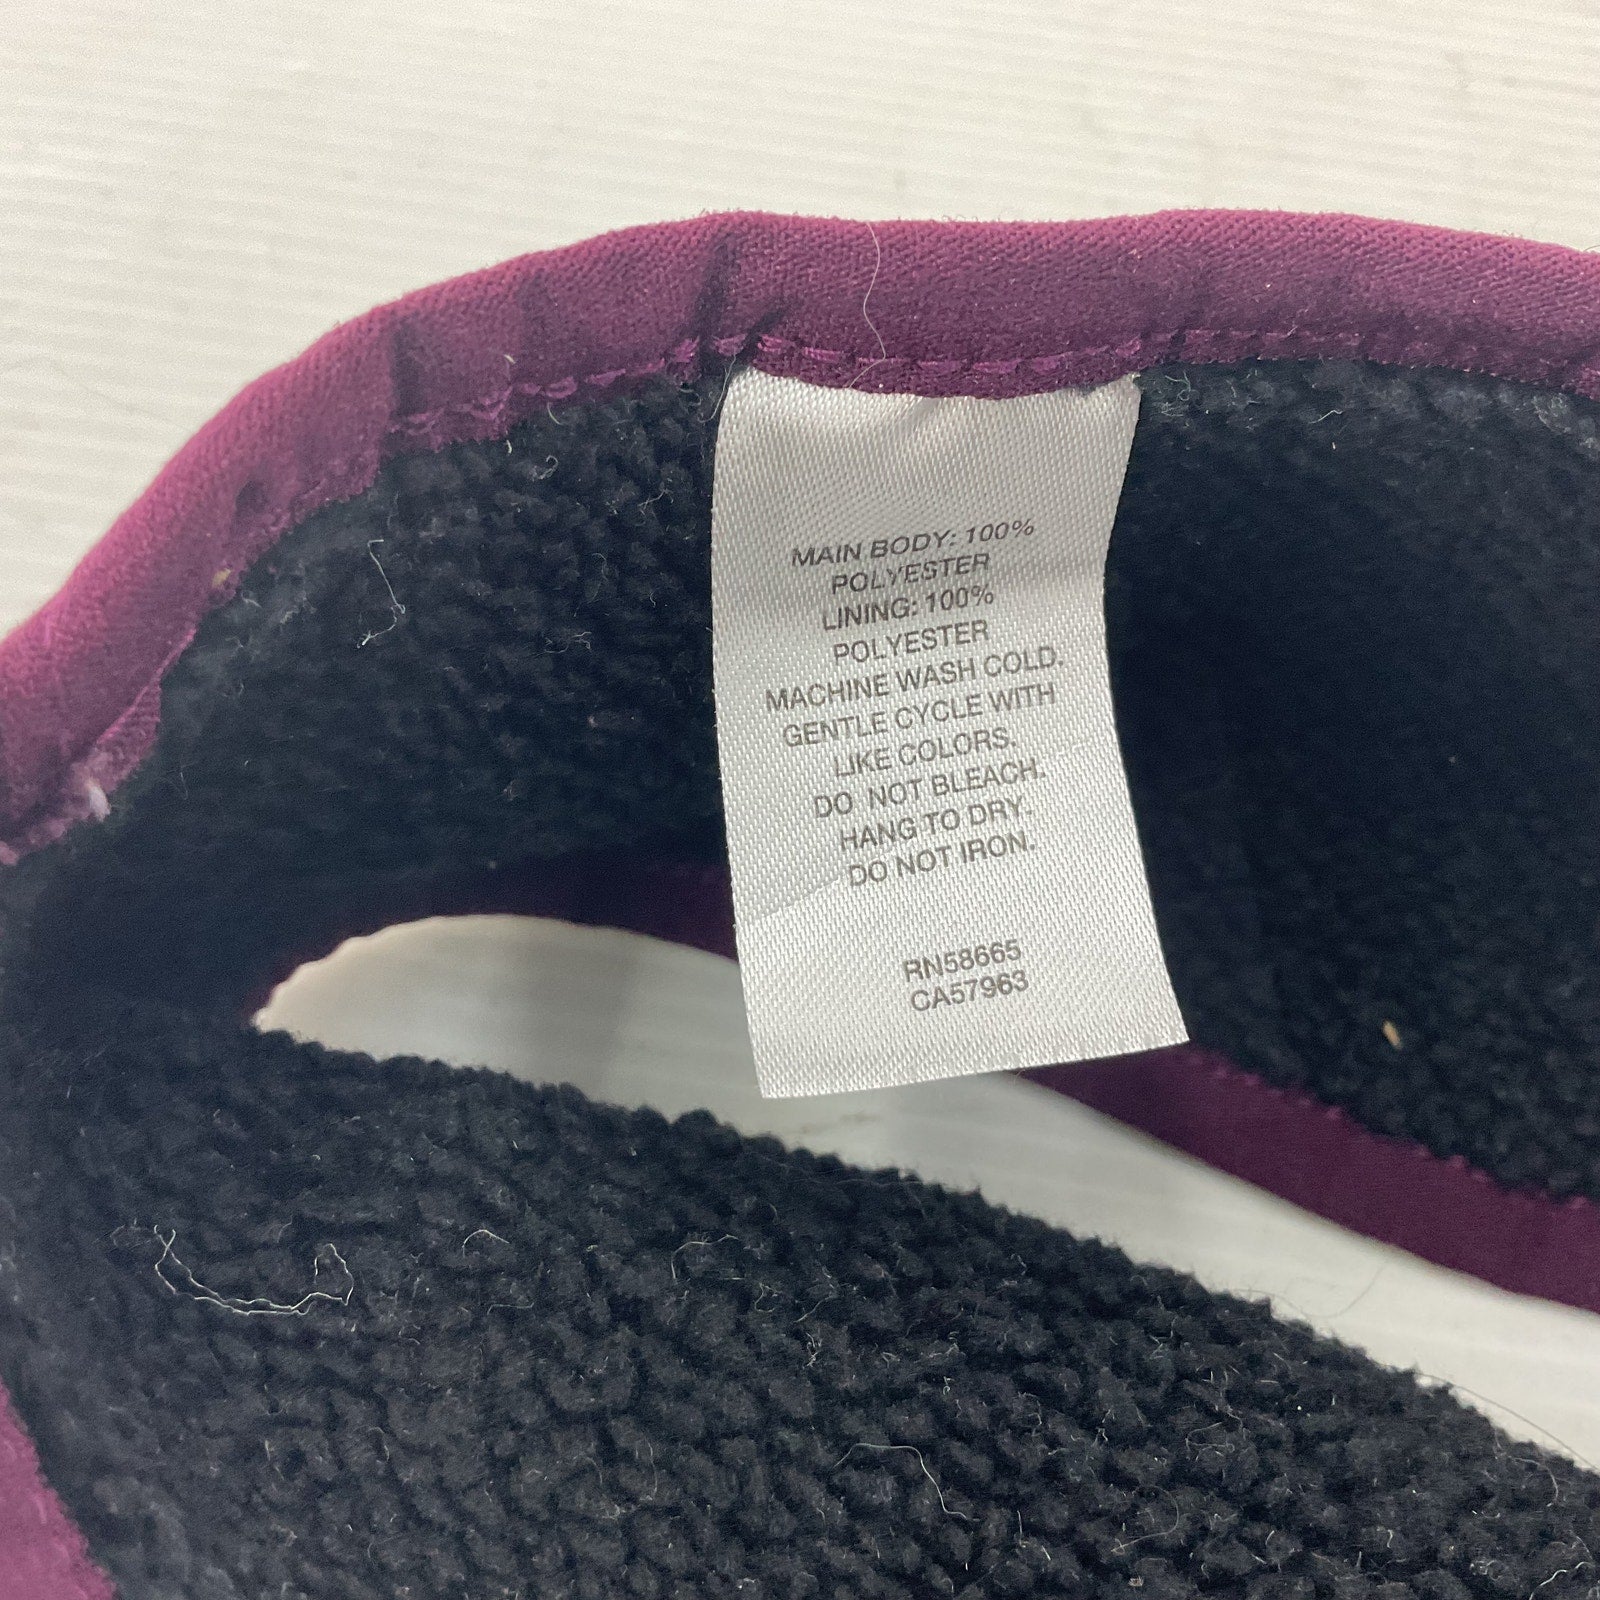 MAIN BODY: 100%
POLYESTER
LINING: 100%
POLYESTER
MACHINE WASH COLD.
GENTLE CYCLE WITH
LIKE COLORS.
DO NOT BLEACH.
HANG TO DRY.
DO NOT IRON.
RN58665
CA57963